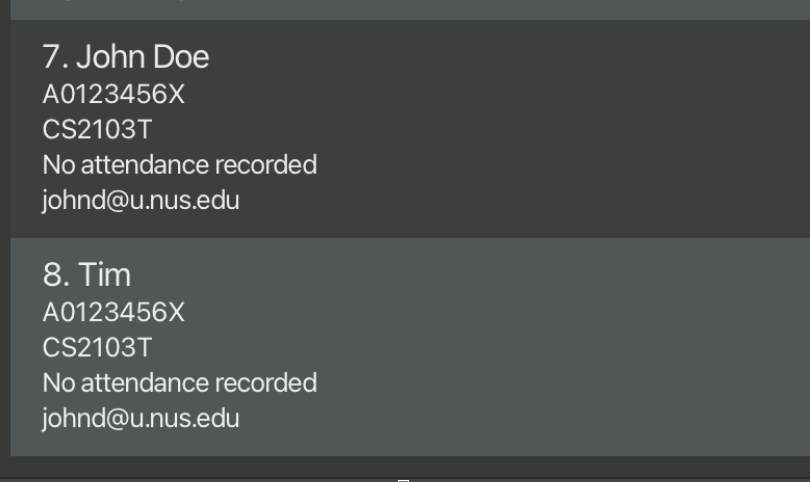 7. John Doe
A0123456X
CS2103T
No attendance recorded
johnd@u.nus.edu
8. Tim
A0123456X
CS2103T
No attendance recorded
johnd@u.nus.edu